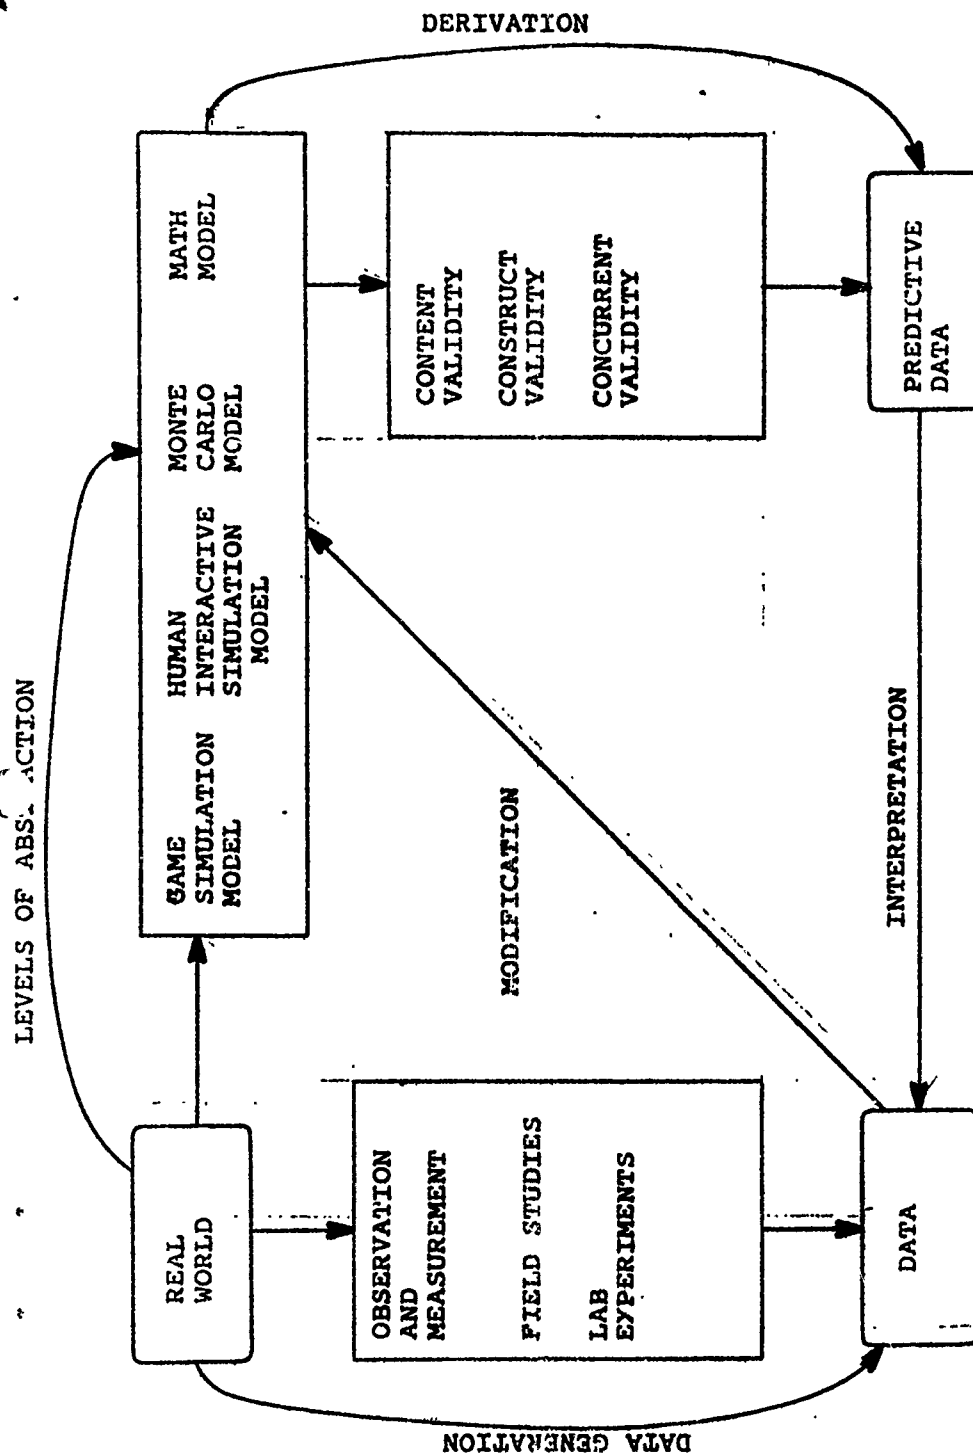 LEVELS OF ABS ACTION
REAL
WORLD
GAME
SIMULATION
MODEL
HUMAN
INTERACTIVE
SIMULATION
MODEL
MONTE
CARLO
MODEL
MATH
MODEL
DATA GENERATION
OBSERVATION
AND
MEASUREMENT
FIELD STUDIES
LAB
EXPERIMENTS
MODIFICATION
CONTENT
VALIDITY
CONSTRUCT
VALIDITY
CONCURRENT
VALIDITY
DERIVATION
DATA
INTERPRETATION
PREDICTIVE
DATA